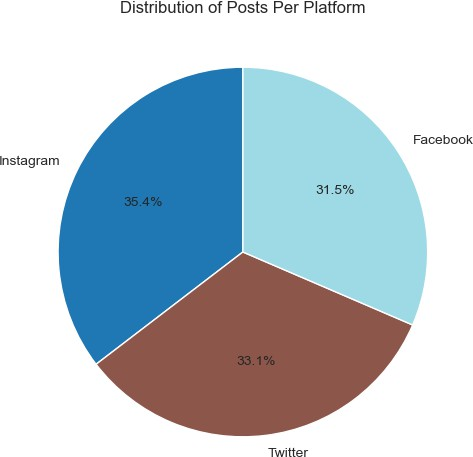 Distribution of Posts Per Platform
Facebook
Instagram
31.5%
35.4%
33.1%
Twitter